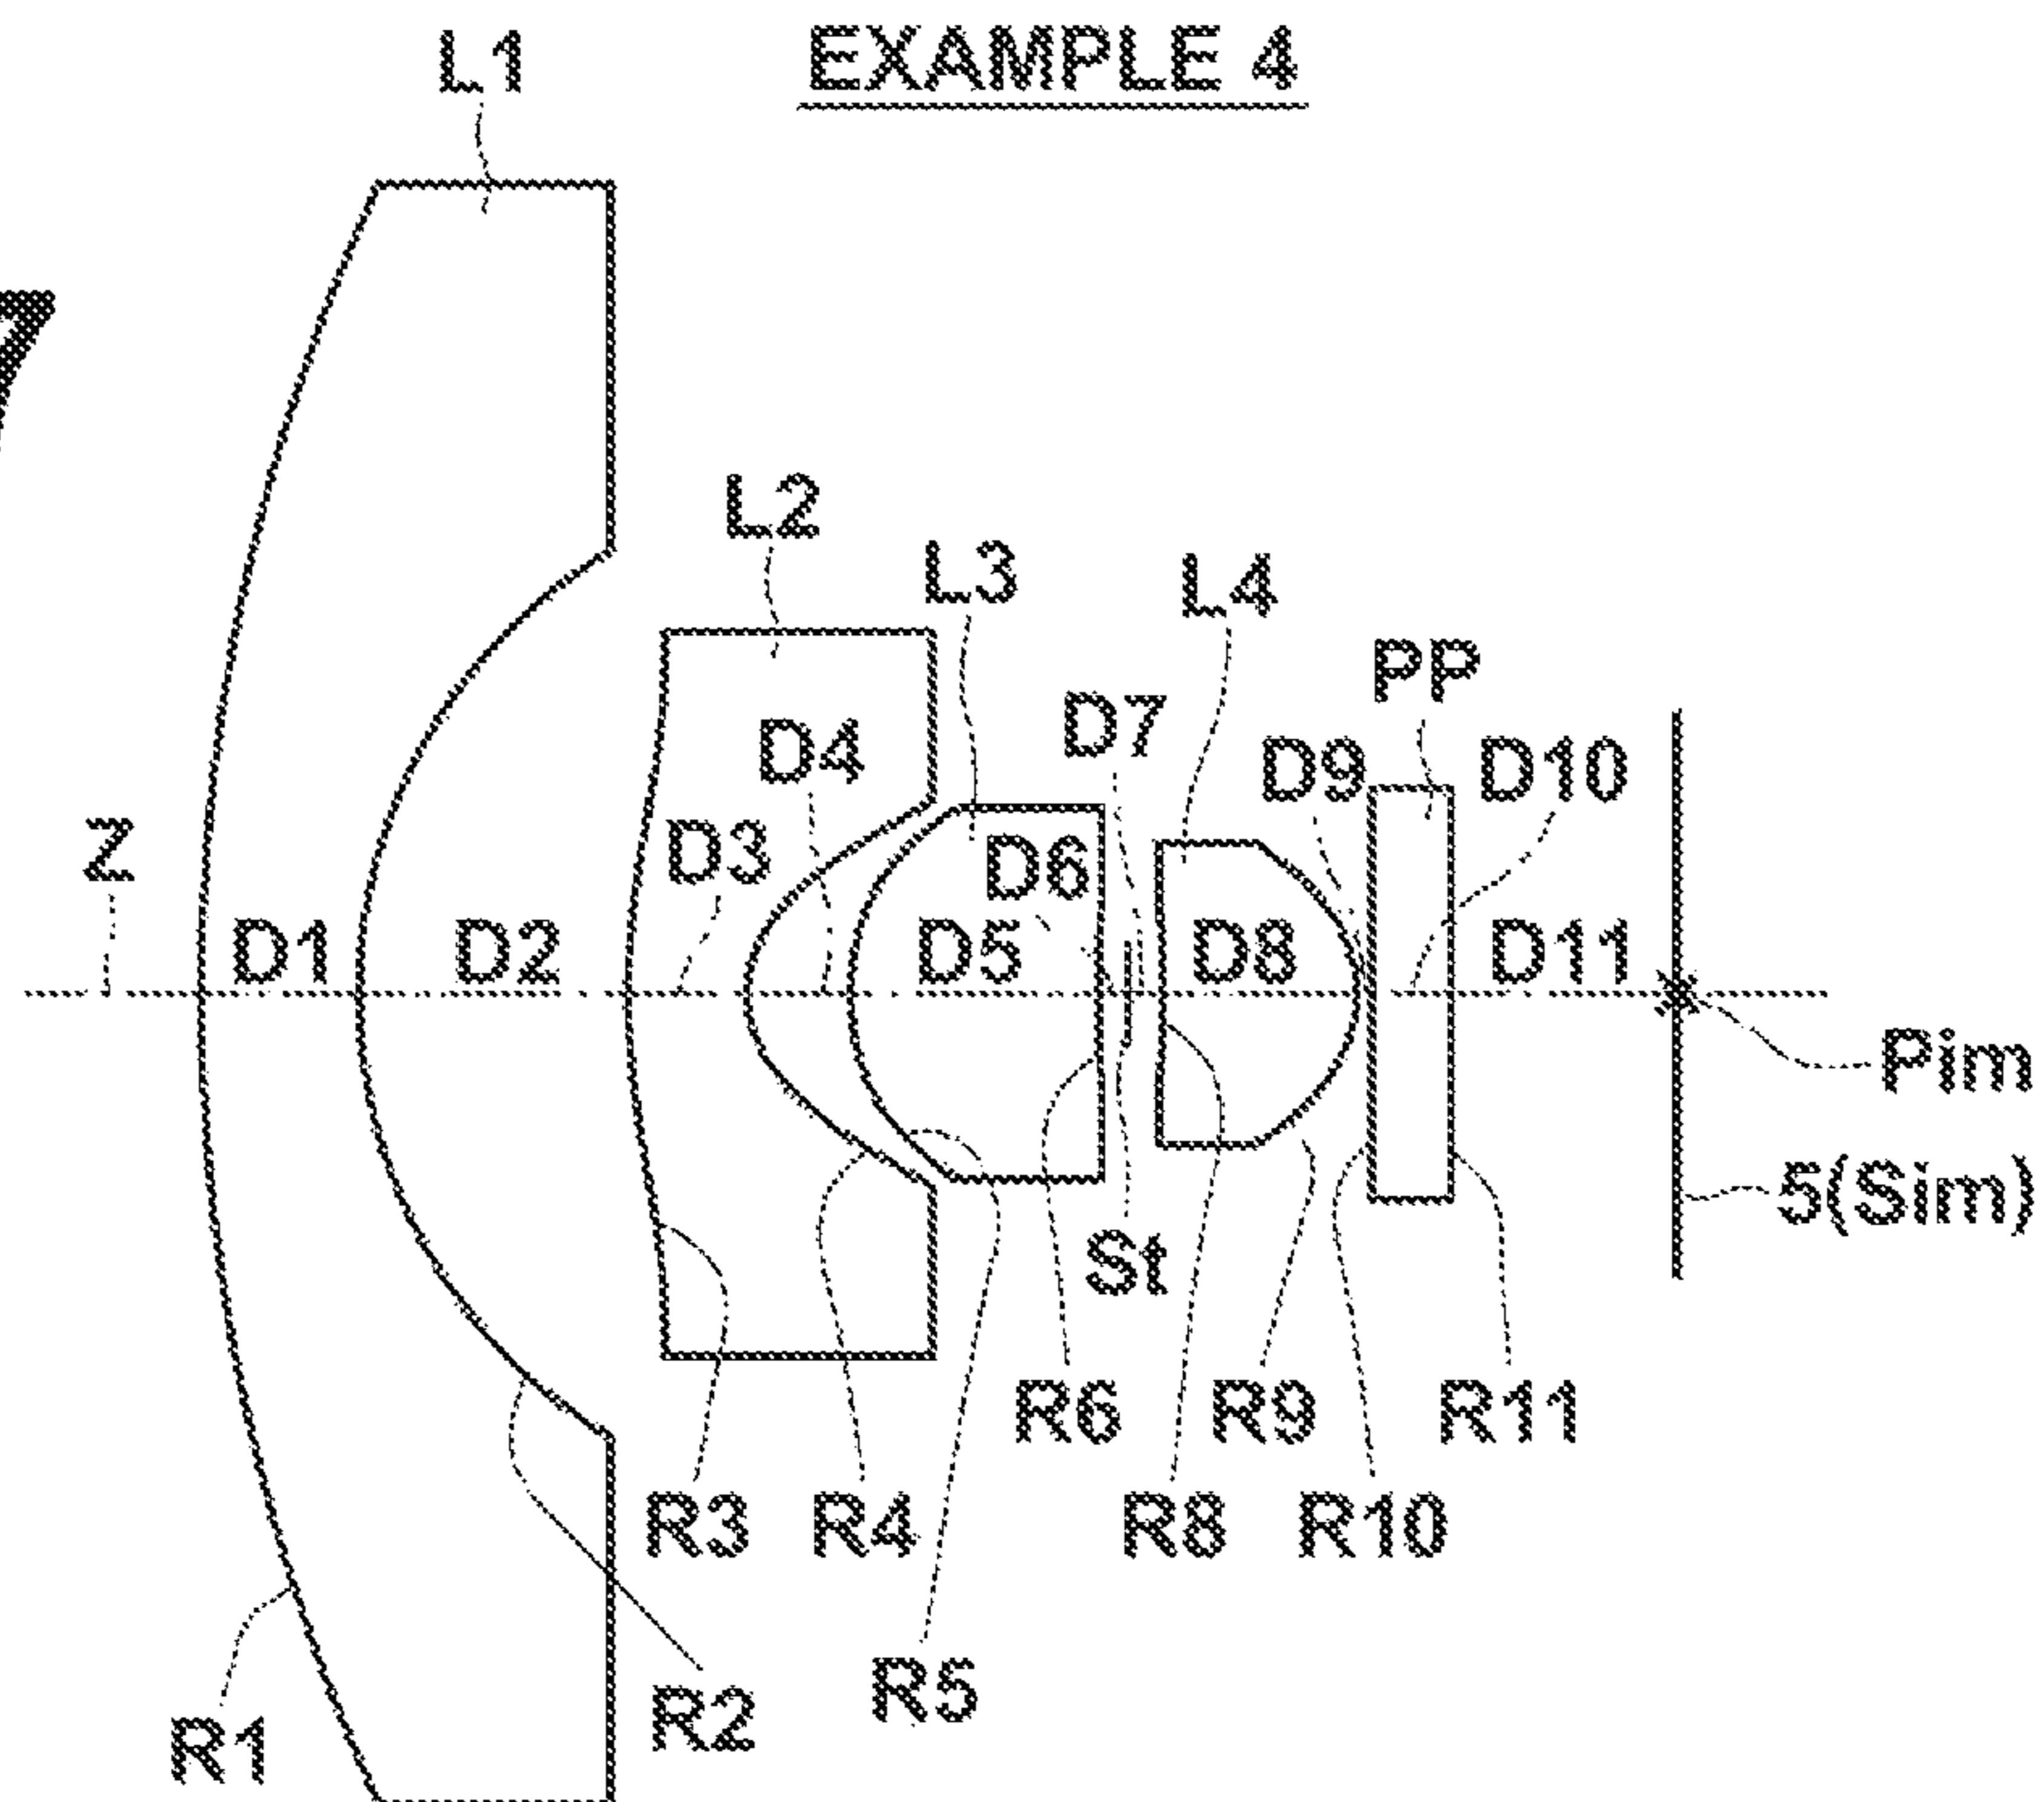 L1
EXAMPLE 4
7
L2
L3
L4
PP
D7
D4
D9
D10
Z
D3
D6
D1
D2
D5
D8
D11
Pim
5(Sim)
St
R6
R9
R11
R3
R4
R8
R10
R5
R2
R1